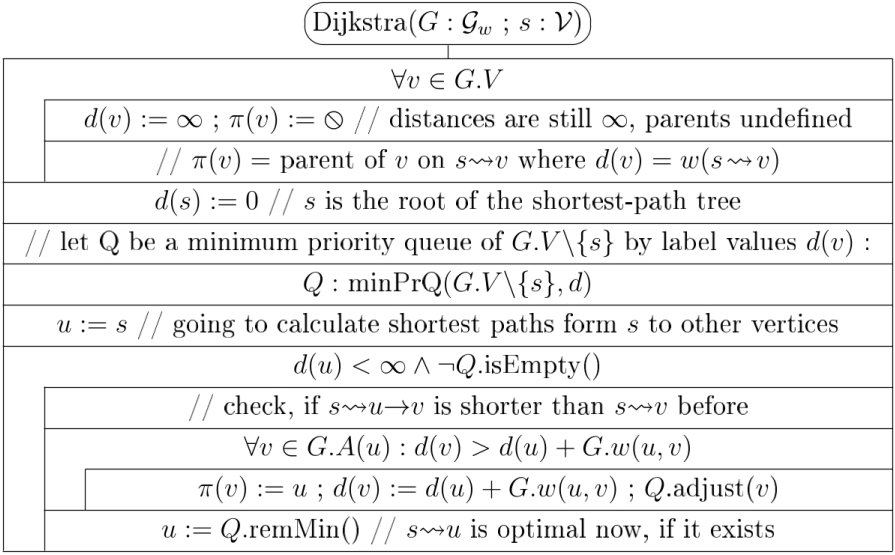 Dijkstra(G : 𝒢_w ; s : 𝒱)
∀v ∈ G.V
d(v) := ∞ ; π(v) := ⦸ // distances are still ∞, parents undefined
// π(v) = parent of v on s⇝v where d(v) = w(s⇝v)
d(s) := 0 // s is the root of the shortest-path tree
// let Q be a minimum priority queue of G.V\{s} by label values d(v) :
Q : minPrQ(G.V\{s}, d)
u := s // going to calculate shortest paths form s to other vertices
d(u) < ∞ ∧ ¬Q.isEmpty()
// check, if s⇝u→v is shorter than s⇝v before
∀v ∈ G.A(u) : d(v) > d(u) + G.w(u, v)
π(v) := u ; d(v) := d(u) + G.w(u, v) ; Q.adjust(v)
u := Q.remMin() // s⇝u is optimal now, if it exists